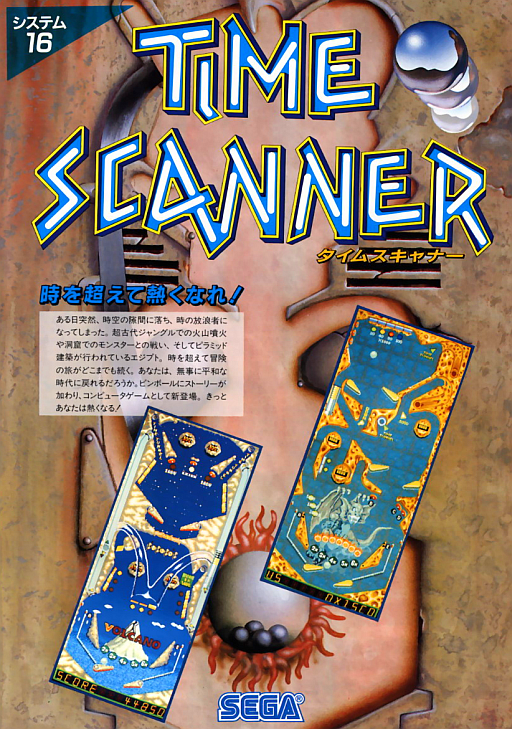 システム
16
TIME
SCANNER
タイムスキャナー
時を超えて熱くなれ!
ある日突然、時空の隙間に落ち、時の放浪者に
なってしまった。超古代ジャングルでの火山噴火
や洞窟でのモンスターとの戦い、そしてピラミッド
建築が行われているエジプト。時を超えて冒険
の旅がどこまでも続く。あなたは、無事に平和な
時代に戻れるだろうか。ピンボールにストーリーが
加わり、コンピュータゲームとして新登場。きっと
あなたは熱くなる!
VOLCANO
SCORE 44850
SEGA®